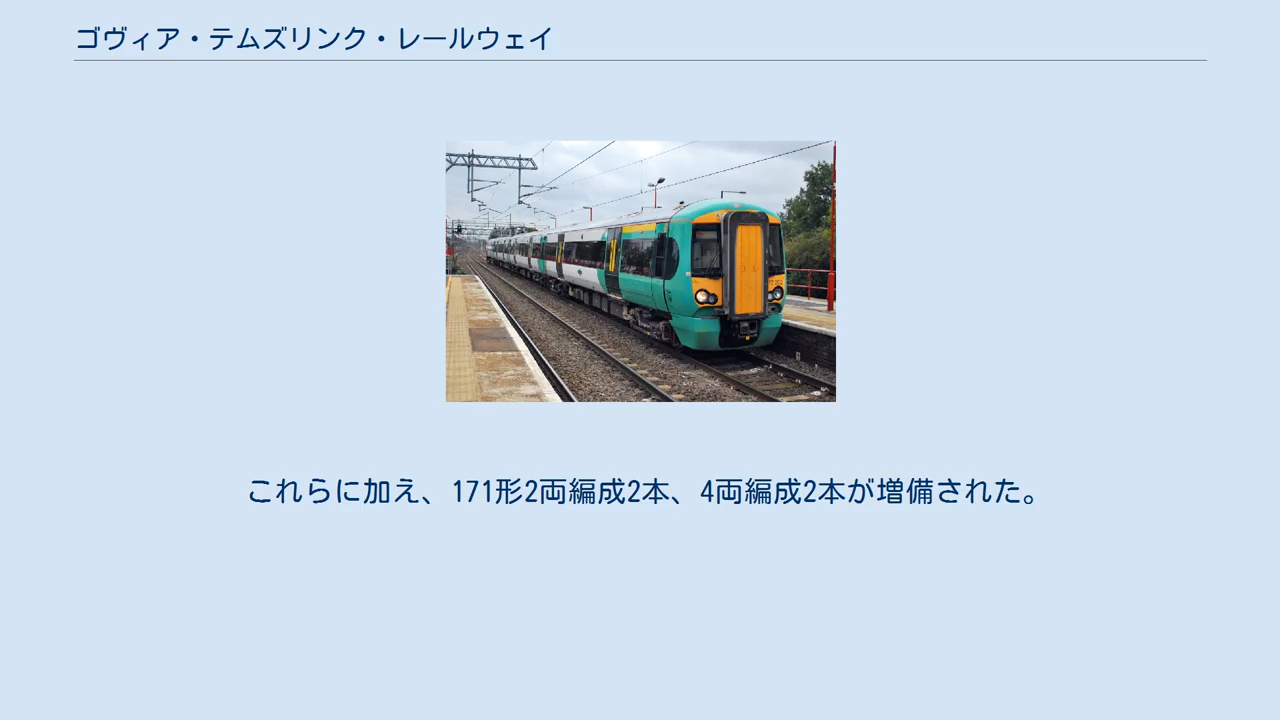 ゴヴィア・テムズリンク・レールウェイ
これらに加え、171形2両編成2本、4両編成2本が増備された。